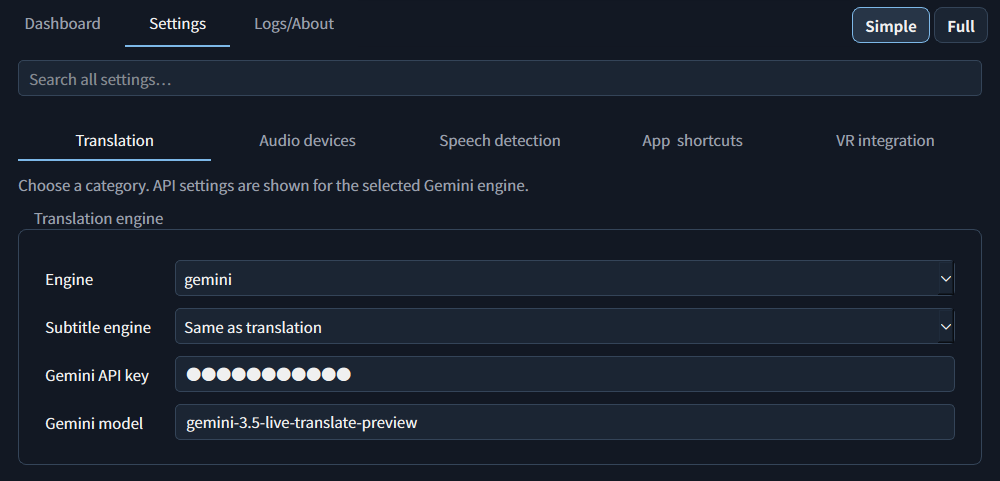 Dashboard Settings Logs/About Simple Full
Search all settings…
Translation Audio devices Speech detection App shortcuts VR integration
Choose a category. API settings are shown for the selected Gemini engine.
Translation engine
Engine gemini
Subtitle engine Same as translation
Gemini API key ●●●●●●●●●●●
Gemini model gemini-3.5-live-translate-preview